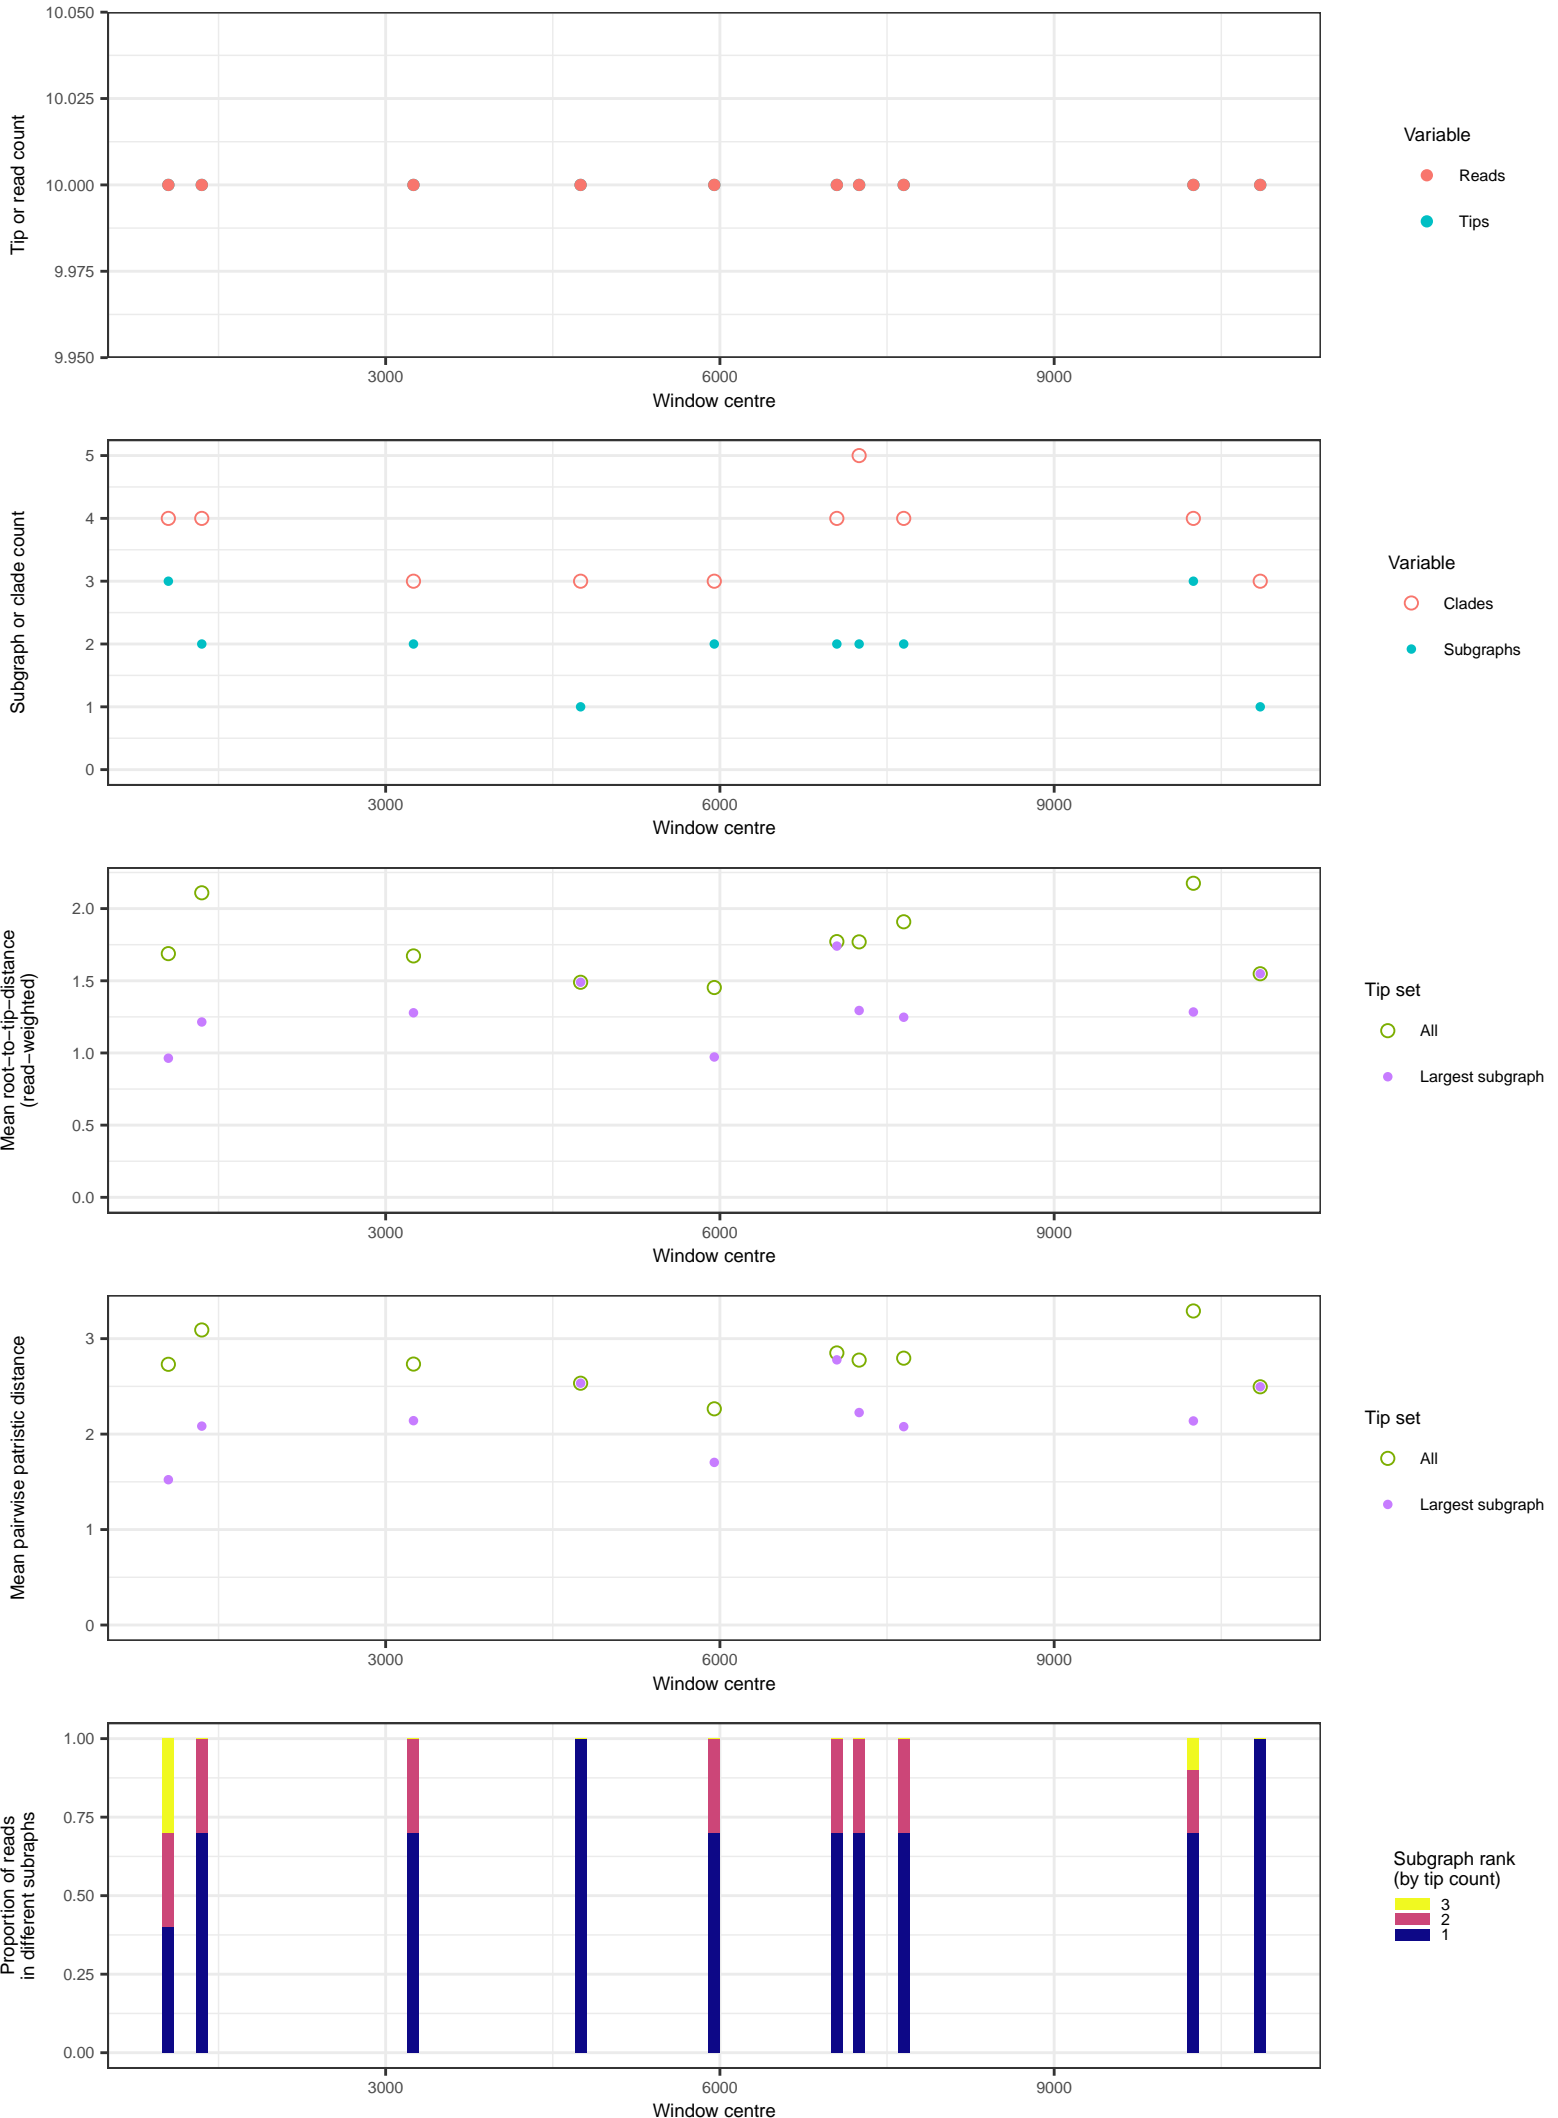 10.050
10.025
10.000
9.975
9.950
Tip or read count
3000
6000
9000
Window centre
Variable
Reads
Tips
5
4
3
2
1
0
Subgraph or clade count
3000
6000
9000
Window centre
Variable
Clades
Subgraphs
2.0
1.5
1.0
0.5
0.0
Mean root−to−tip−distance
(read−weighted)
3000
6000
9000
Window centre
Tip set
All
Largest subgraph
3
2
1
0
Mean pairwise patristic distance
3000
6000
9000
Window centre
Tip set
All
Largest subgraph
1.00
0.75
0.50
0.25
0.00
Proportion of reads
in different subraphs
3000
6000
9000
Window centre
Subgraph rank
(by tip count)
3
2
1